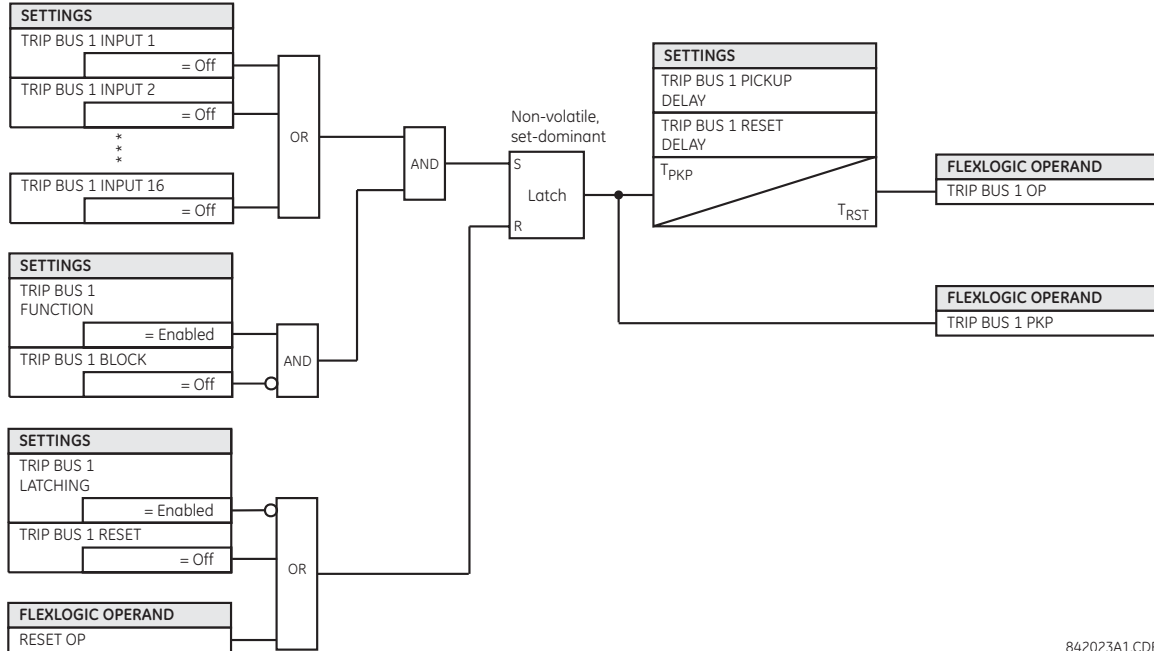 SETTINGS
TRIP BUS 1 INPUT 1
= Off
TRIP BUS 1 INPUT 2
= Off
***
TRIP BUS 1 INPUT 16
= Off
OR
SETTINGS
TRIP BUS 1
FUNCTION
= Enabled
TRIP BUS 1 BLOCK
= Off
AND
SETTINGS
TRIP BUS 1
LATCHING
= Enabled
TRIP BUS 1 RESET
= Off
OR
FLEXLOGIC OPERAND
RESET OP
AND
Non-volatile,
set-dominant
S
Latch
R
SETTINGS
TRIP BUS 1 PICKUP
DELAY
TRIP BUS 1 RESET
DELAY
TPKP
TRST
FLEXLOGIC OPERAND
TRIP BUS 1 OP
FLEXLOGIC OPERAND
TRIP BUS 1 PKP